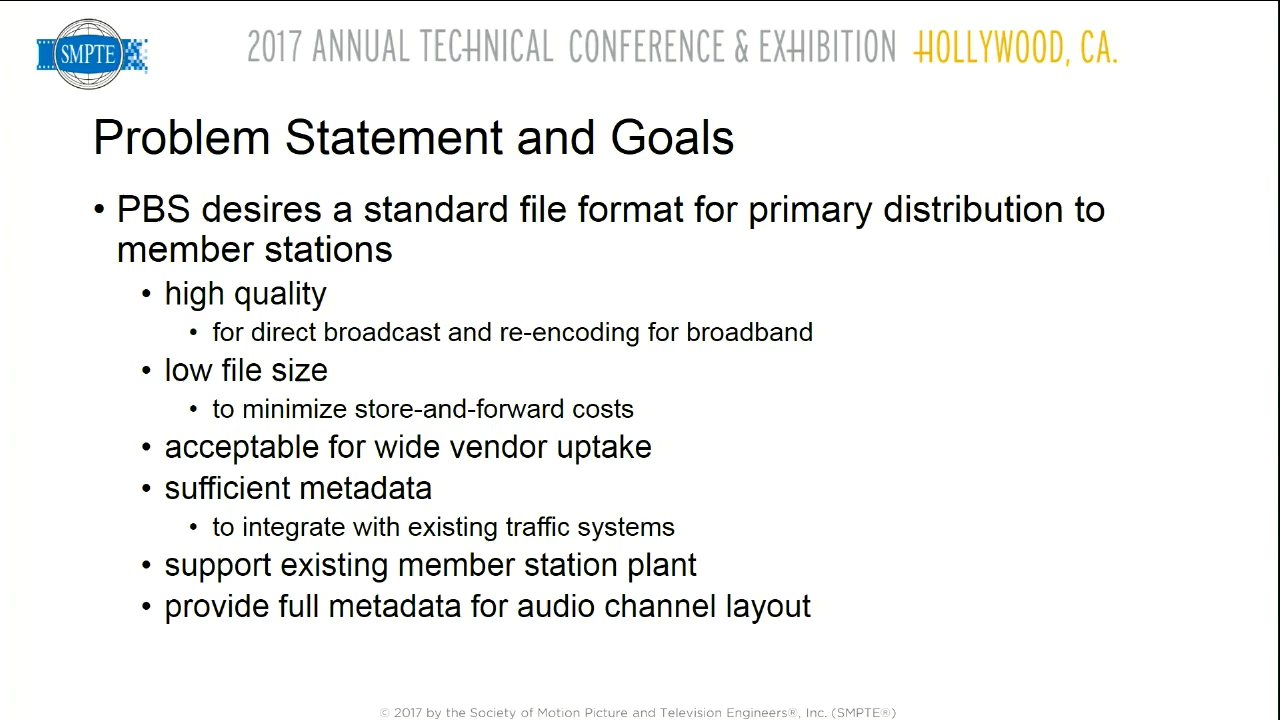 SMPTE
2017 ANNUAL TECHNICAL CONFERENCE & EXHIBITION HOLLYWOOD, CA.
Problem Statement and Goals
• PBS desires a standard file format for primary distribution to
member stations
• high quality
• for direct broadcast and re-encoding for broadband
• low file size
• to minimize store-and-forward costs
• acceptable for wide vendor uptake
• sufficient metadata
• to integrate with existing traffic systems
• support existing member station plant
• provide full metadata for audio channel layout
© 2017 by the Society of Motion Picture and Television Engineers®, Inc. (SMPTE®)